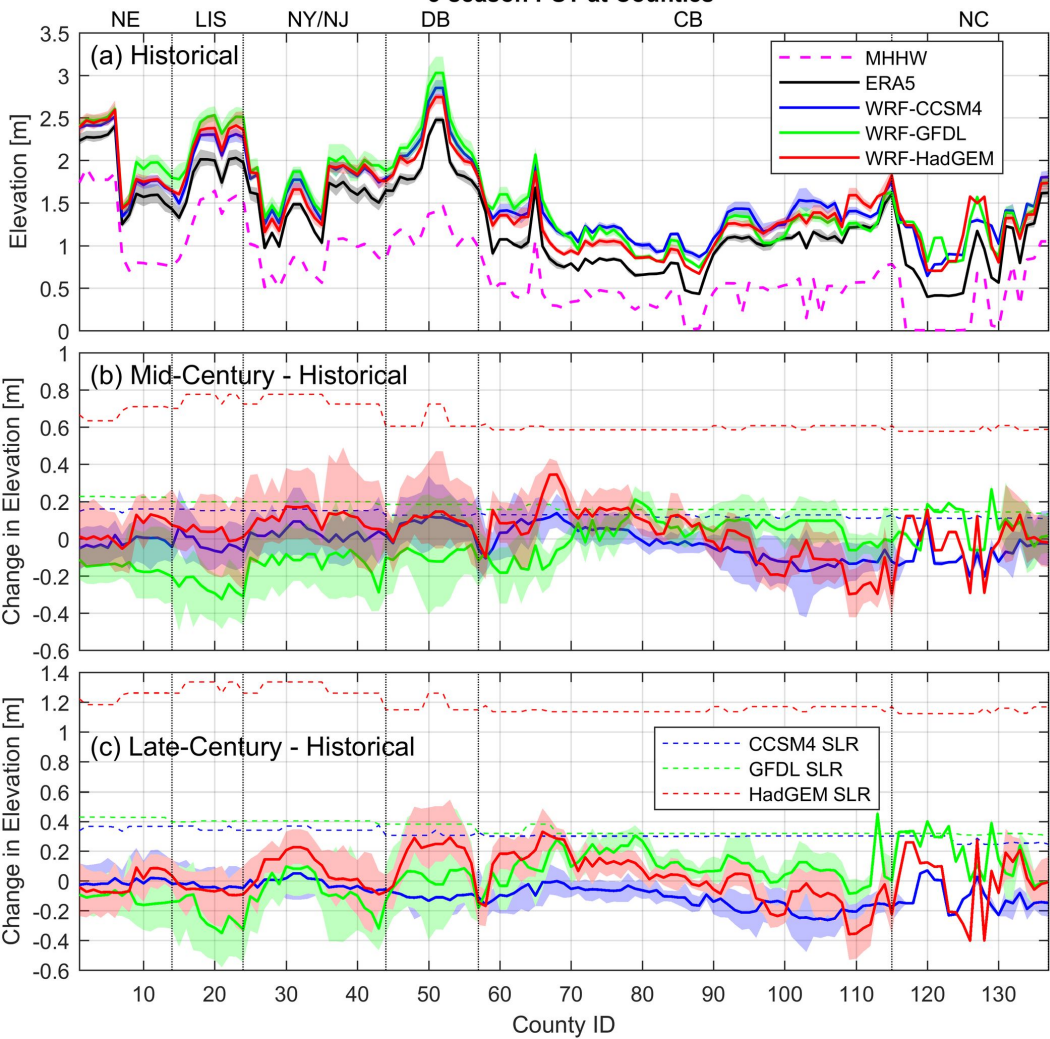 NE LIS NY/NJ DB CB NC
(a) Historical
MHHW
ERA5
WRF-CCSM4
WRF-GFDL
WRF-HadGEM
Elevation [m]
3.5
3
2.5
2
1.5
1
0.5
0
(b) Mid-Century - Historical
Change in Elevation [m]
1
0.8
0.6
0.4
0.2
0
-0.2
-0.4
-0.6
(c) Late-Century - Historical
CCSM4 SLR
GFDL SLR
HadGEM SLR
Change in Elevation [m]
1.4
1.2
1
0.8
0.6
0.4
0.2
0
-0.2
-0.4
-0.6
10 20 30 40 50 60 70 80 90 100 110 120 130
County ID